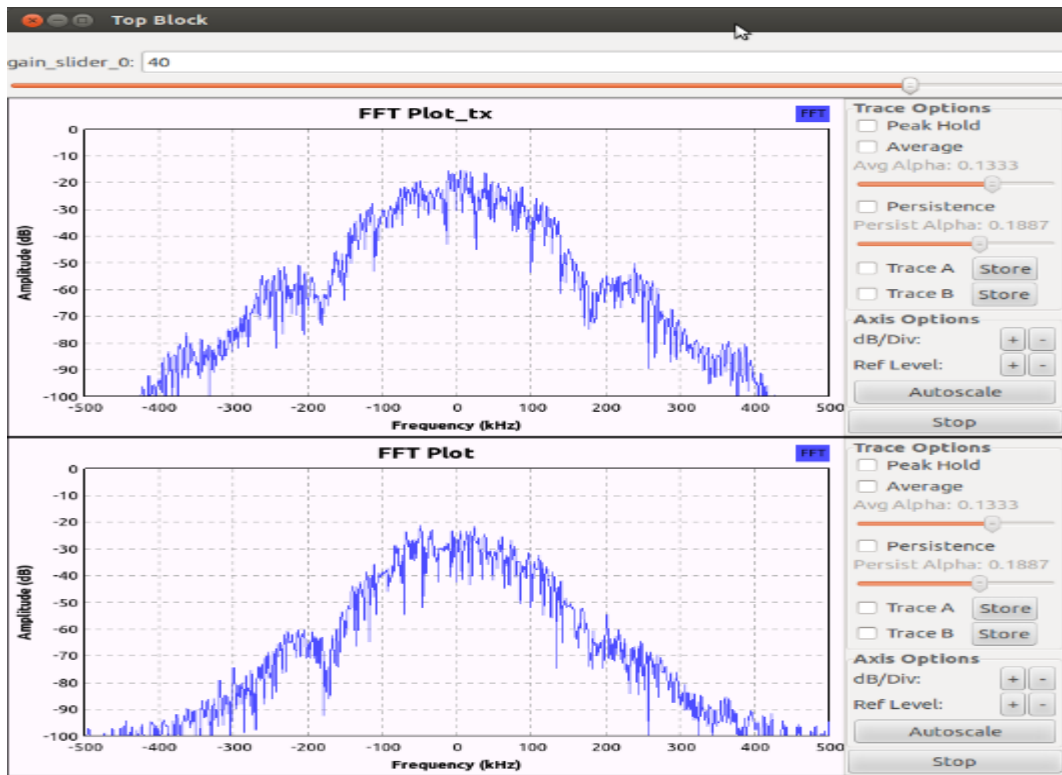 Top Block
gain_slider_0: 40
FFT Plot_tx
FFT
Amplitude (dB)
0
-10
-20
-30
-40
-50
-60
-70
-80
-90
-100
-500 -400 -300 -200 -100 0 100 200 300 400 500
Frequency (kHz)
Trace Options
Peak Hold
Average
Avg Alpha: 0.1333
Persistence
Persist Alpha: 0.1887
Trace A Store
Trace B Store
Axis Options
dB/Div: + -
Ref Level: + -
Autoscale
Stop
FFT Plot
FFT
Amplitude (dB)
0
-10
-20
-30
-40
-50
-60
-70
-80
-90
-100
-500 -400 -300 -200 -100 0 100 200 300 400 500
Frequency (kHz)
Trace Options
Peak Hold
Average
Avg Alpha: 0.1333
Persistence
Persist Alpha: 0.1887
Trace A Store
Trace B Store
Axis Options
dB/Div: + -
Ref Level: + -
Autoscale
Stop